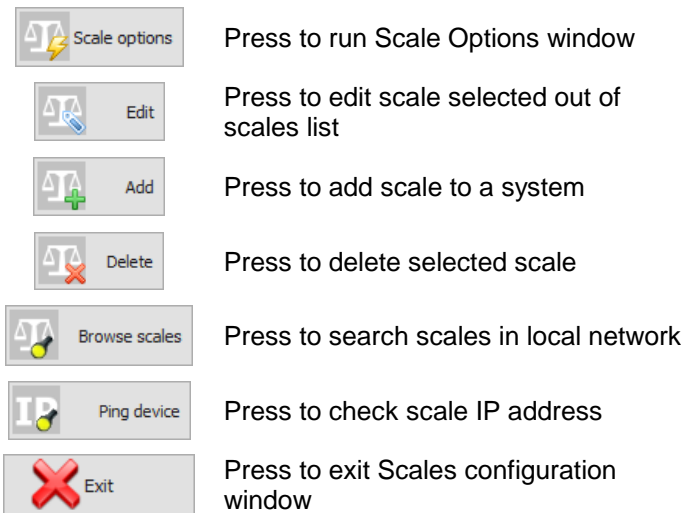 Scale options Press to run Scale Options window
Edit Press to edit scale selected out of
scales list
Add Press to add scale to a system
Delete Press to delete selected scale
Browse scales Press to search scales in local network
IP Ping device Press to check scale IP address
Exit Press to exit Scales configuration
window